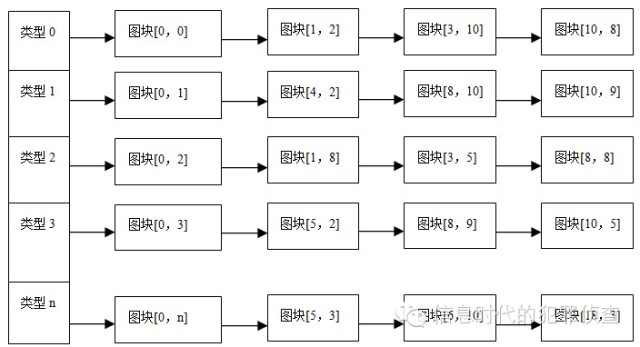 类型 0 图块[0，0] 图块[1，2] 图块[3，10] 图块[10，8]
类型 1 图块[0，1] 图块[4，2] 图块[8，10] 图块[10，9]
类型 2 图块[0，2] 图块[1，8] 图块[3，5] 图块[8，8]
类型 3 图块[0，3] 图块[5，2] 图块[8，9] 图块[10，5]
类型 n 图块[0，n] 图块[5，3] 图块[6，10] 图块[18，3]
信息时代的犯罪侦查